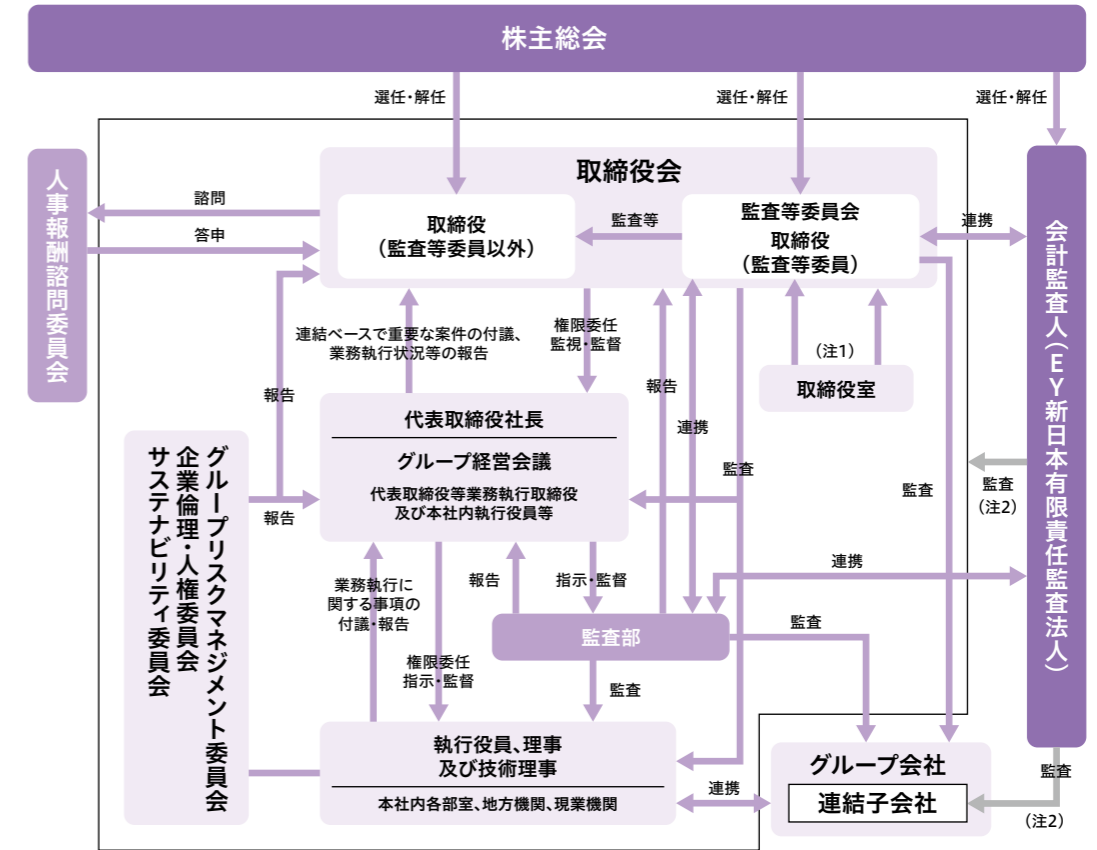 株主総会
選任・解任
選任・解任
選任・解任
人事報酬諮問委員会
諮問
答申
取締役会
取締役
（監査等委員以外）
監査等
監査等委員会
取締役
（監査等委員）
連携
会計監査人（ＥＹ新日本有限責任監査法人）
連結ベースで重要な案件の付議、
業務執行状況等の報告
権限委任
監視・監督
報告
連携
監査
（注1）
取締役室
監査
監査
（注2）
報告
報告
グループリスクマネジメント委員会
企業倫理・人権委員会
サステナビリティ委員会
代表取締役社長
グループ経営会議
代表取締役等業務執行取締役
及び本社内執行役員等
業務執行に
関する事項の
付議・報告
報告
指示・監督
連携
監査部
監査
権限委任
指示・監督
監査
執行役員、理事
及び技術理事
本社内各部室、地方機関、現業機関
連携
グループ会社
連結子会社
監査
（注2）